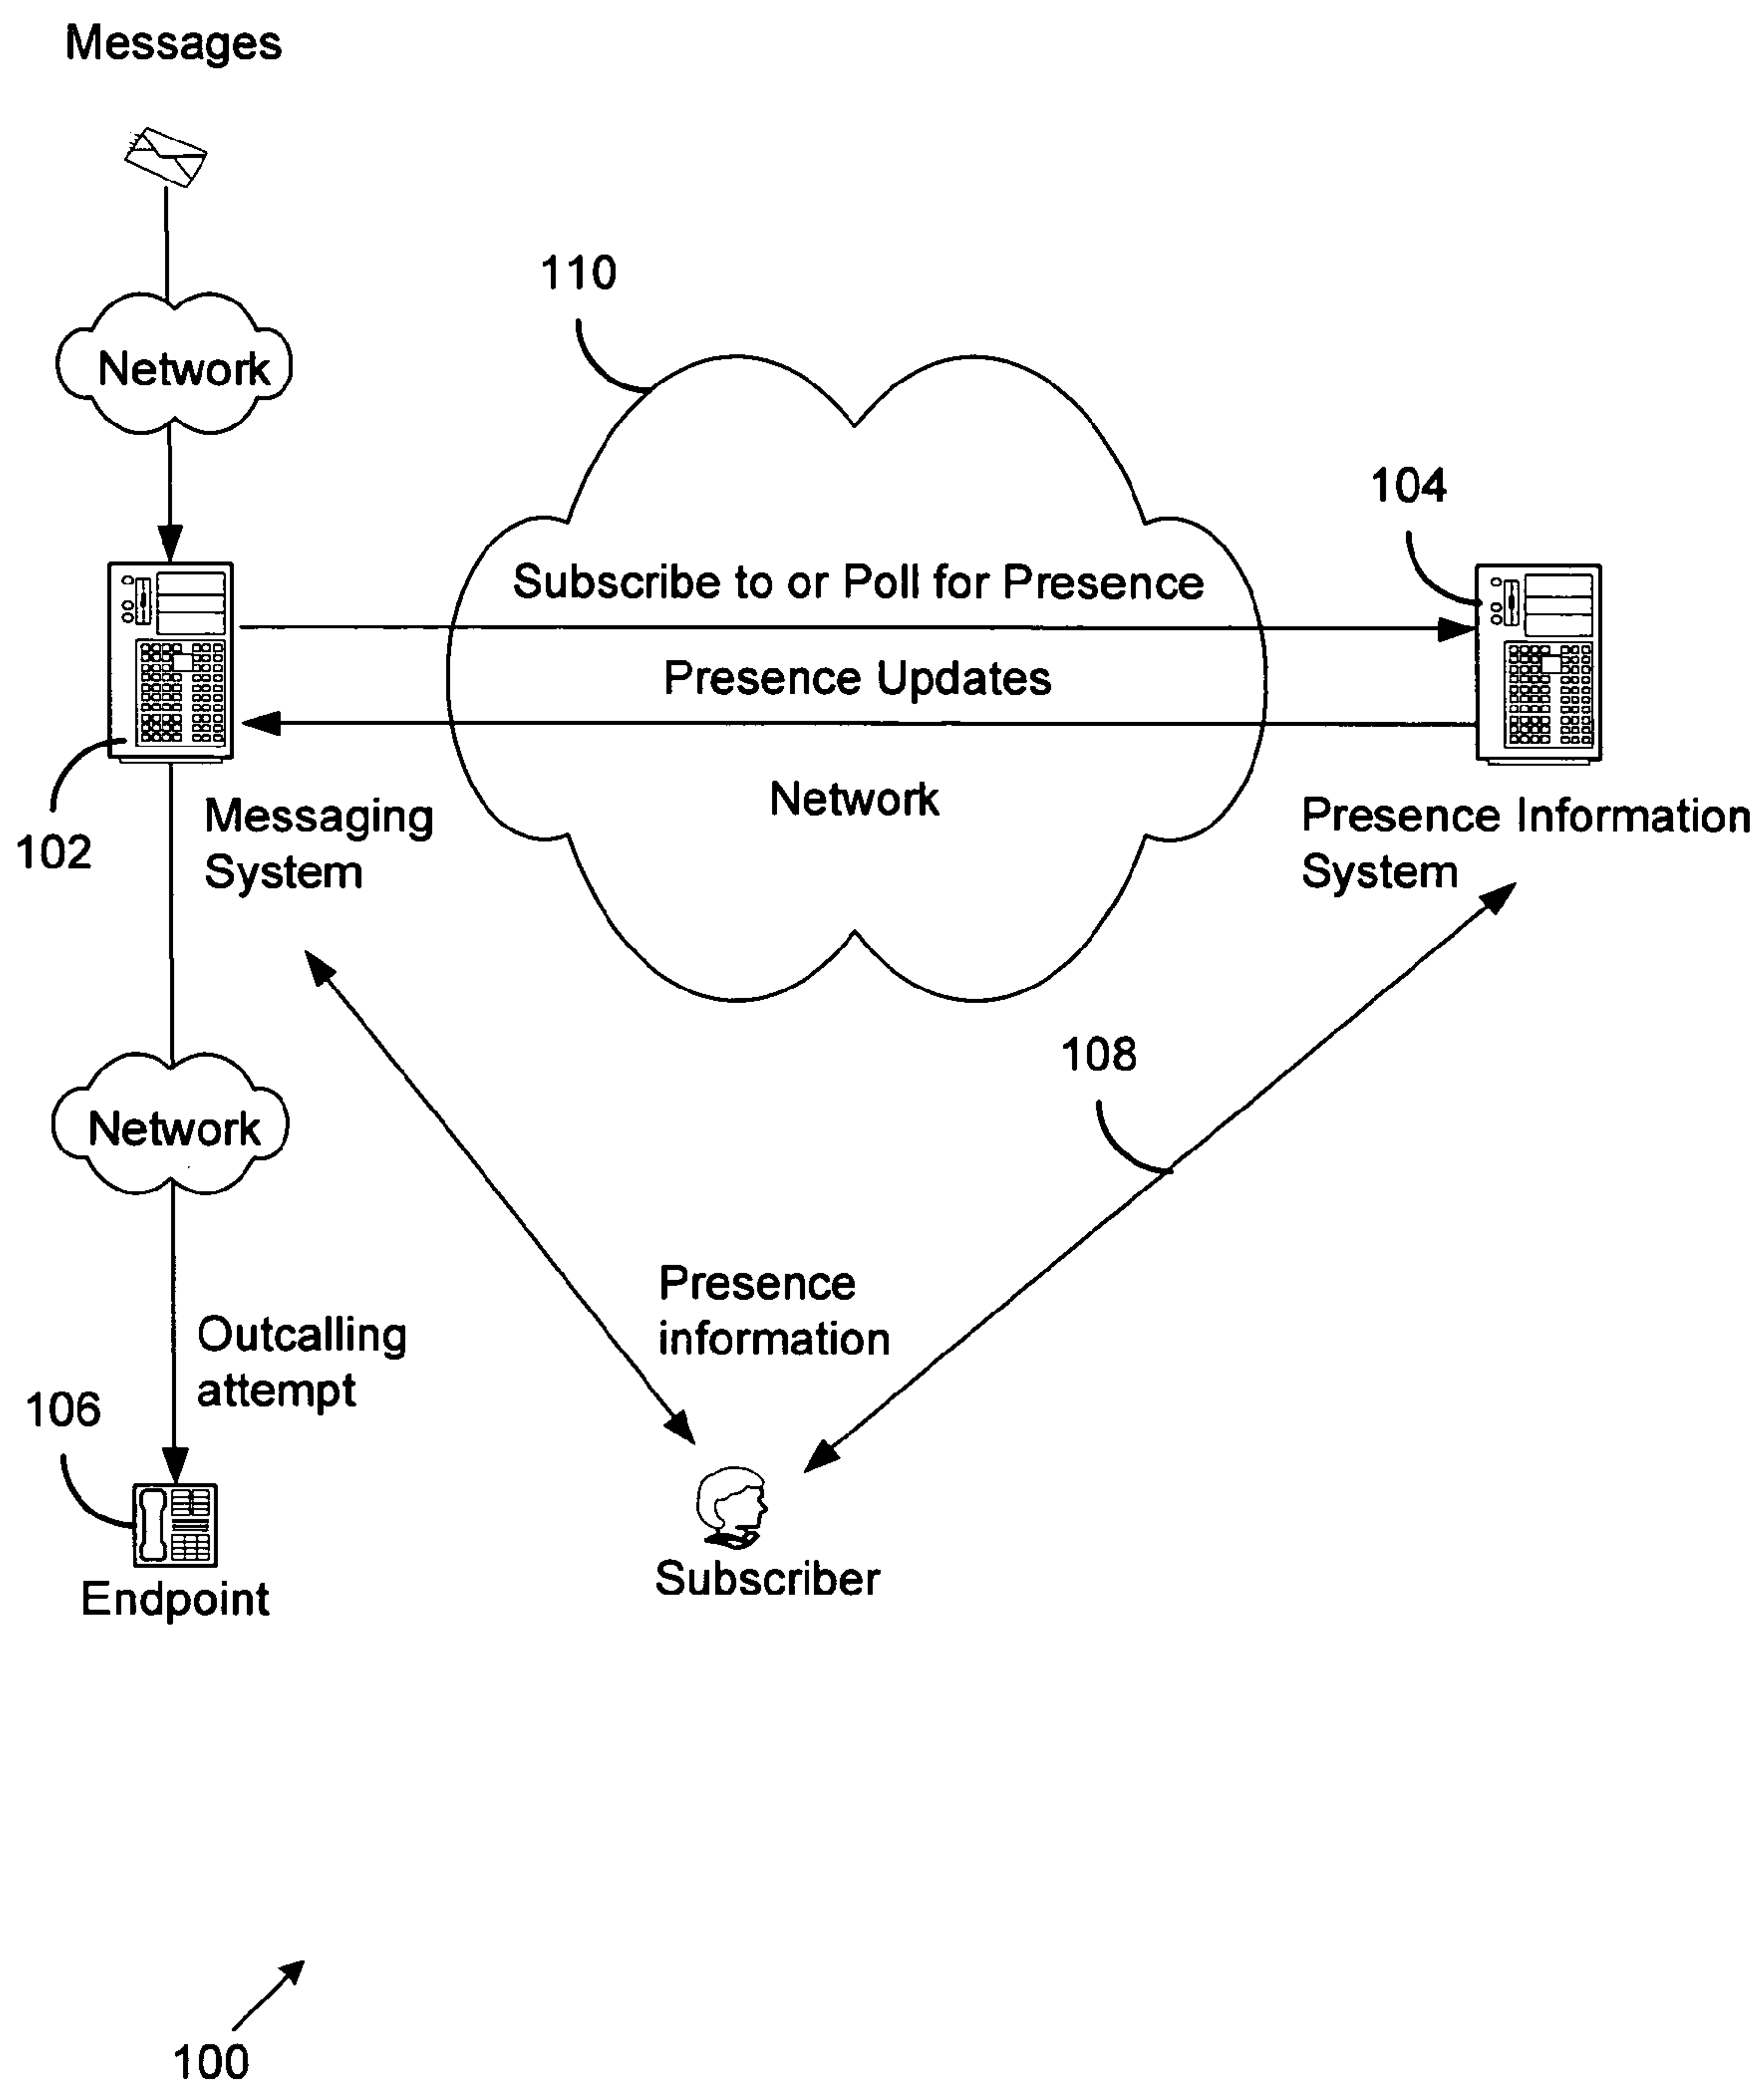 Messages
110
Network
104
Subscribe to or Poll for Presence
Presence Updates
Network
102
Messaging
System
Presence Information
System
108
Network
Presence
information
Outcalling
attempt
106
Endpoint
Subscriber
100